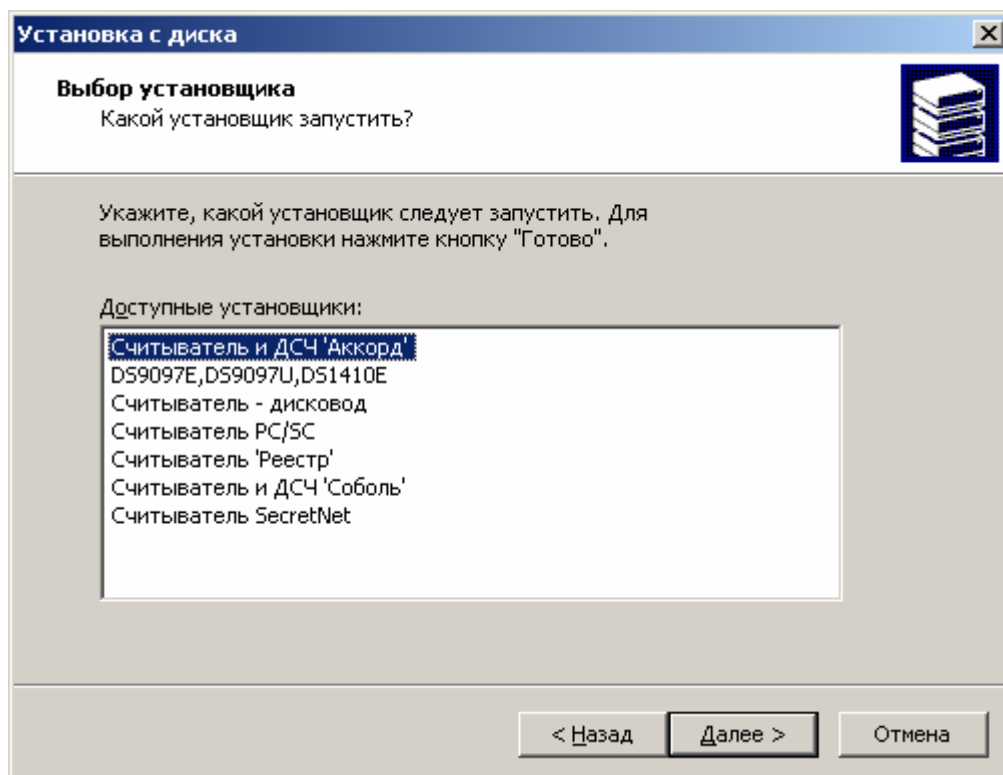 Установка с диска
Выбор установщика
Какой установщик запустить?
Укажите, какой установщик следует запустить. Для
выполнения установки нажмите кнопку "Готово".
Доступные установщики:
Считыватель и ДСЧ 'Аккорд'
DS9097E,DS9097U,DS1410E
Считыватель - дисковод
Считыватель PC/SC
Считыватель 'Реестр'
Считыватель и ДСЧ 'Соболь'
Считыватель SecretNet
< Назад Далее > Отмена